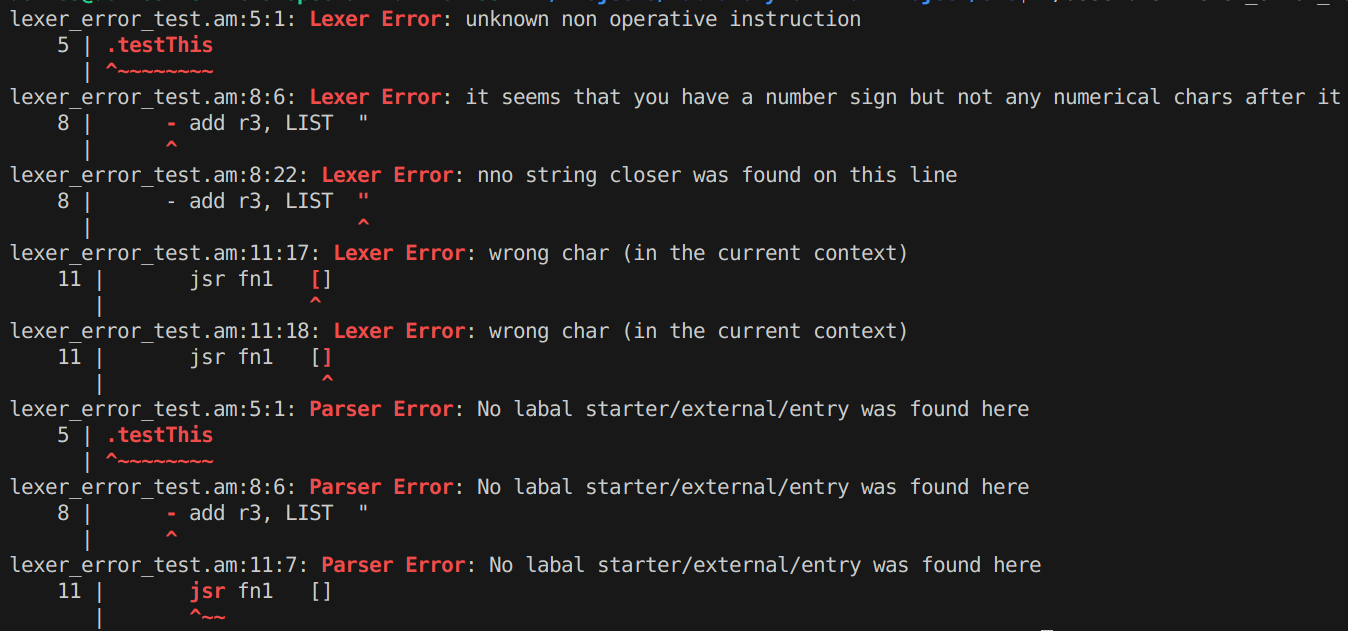 lexer_error_test.am:5:1: Lexer Error: unknown non operative instruction
    5 | .testThis
      | ^~~~~~~~~
lexer_error_test.am:8:6: Lexer Error: it seems that you have a number sign but not any numerical chars after it
    8 |      - add r3, LIST  "
      |      ^
lexer_error_test.am:8:22: Lexer Error: nno string closer was found on this line
    8 |      - add r3, LIST  "
      |                      ^
lexer_error_test.am:11:17: Lexer Error: wrong char (in the current context)
    11 |       jsr fn1   []
       |                 ^
lexer_error_test.am:11:18: Lexer Error: wrong char (in the current context)
    11 |       jsr fn1   []
       |                  ^
lexer_error_test.am:5:1: Parser Error: No labal starter/external/entry was found here
    5 | .testThis
      | ^~~~~~~~~
lexer_error_test.am:8:6: Parser Error: No labal starter/external/entry was found here
    8 |      - add r3, LIST  "
      |      ^
lexer_error_test.am:11:7: Parser Error: No labal starter/external/entry was found here
    11 |       jsr fn1   []
       |       ^~~